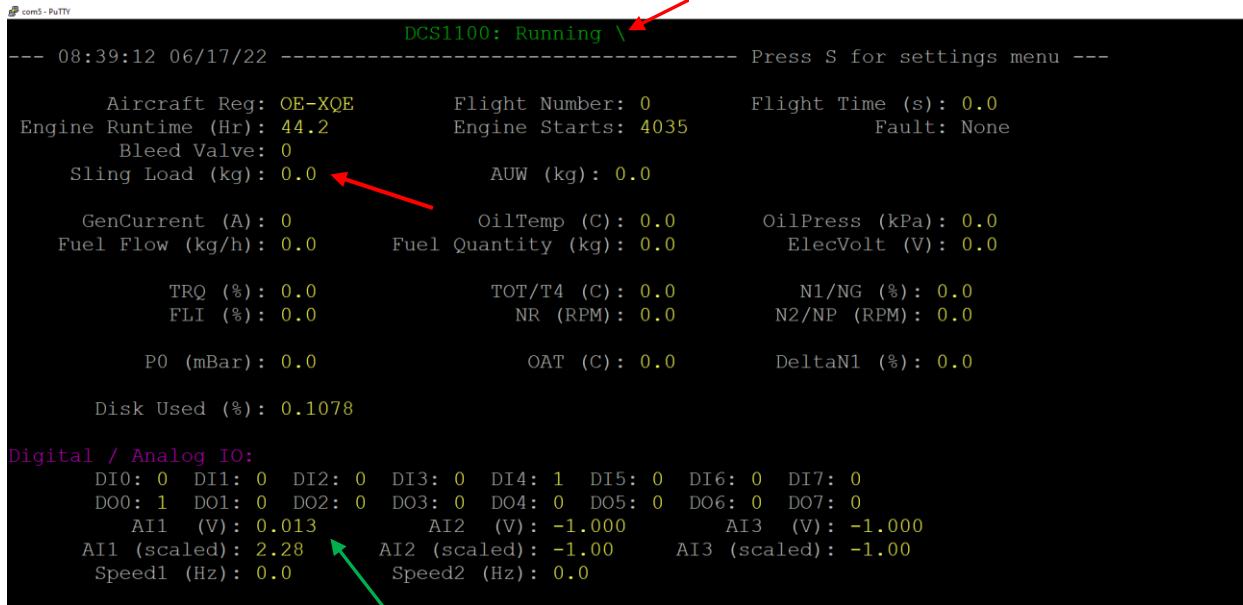 com5 - PuTTY
DCS1100: Running \
--- 08:39:12 06/17/22 ------------------------------------- Press S for settings menu ---
Aircraft Reg: OE-XQE Flight Number: 0 Flight Time (s): 0.0
Engine Runtime (Hr): 44.2 Engine Starts: 4035 Fault: None
Bleed Valve: 0
Sling Load (kg): 0.0 AUW (kg): 0.0
GenCurrent (A): 0 OilTemp (C): 0.0 OilPress (kPa): 0.0
Fuel Flow (kg/h): 0.0 Fuel Quantity (kg): 0.0 ElecVolt (V): 0.0
TRQ (%): 0.0 TOT/T4 (C): 0.0 N1/NG (%): 0.0
FLI (%): 0.0 NR (RPM): 0.0 N2/NP (RPM): 0.0
P0 (mBar): 0.0 OAT (C): 0.0 DeltaN1 (%): 0.0
Disk Used (%): 0.1078
Digital / Analog IO:
DI0: 0 DI1: 0 DI2: 0 DI3: 0 DI4: 1 DI5: 0 DI6: 0 DI7: 0
DO0: 1 DO1: 0 DO2: 0 DO3: 0 DO4: 0 DO5: 0 DO6: 0 DO7: 0
AI1 (V): 0.013 AI2 (V): -1.000 AI3 (V): -1.000
AI1 (scaled): 2.28 AI2 (scaled): -1.00 AI3 (scaled): -1.00
Speed1 (Hz): 0.0 Speed2 (Hz): 0.0